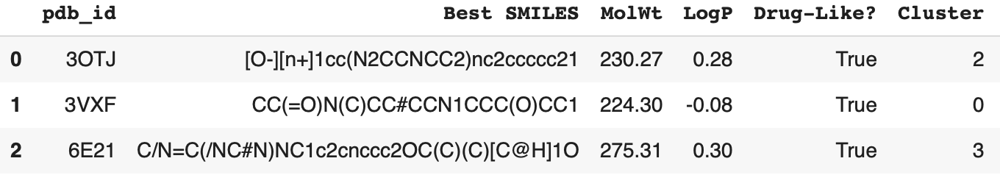 pdb_id Best SMILES MolWt LogP Drug-Like? Cluster
0 3OTJ [O-][n+]1cc(N2CCNCC2)nc2ccccc21 230.27 0.28 True 2
1 3VXF CC(=O)N(C)CC#CCN1CCC(O)CC1 224.30 -0.08 True 0
2 6E21 C/N=C(/NC#N)NC1c2cnccc2OC(C)(C)[C@H]1O 275.31 0.30 True 3